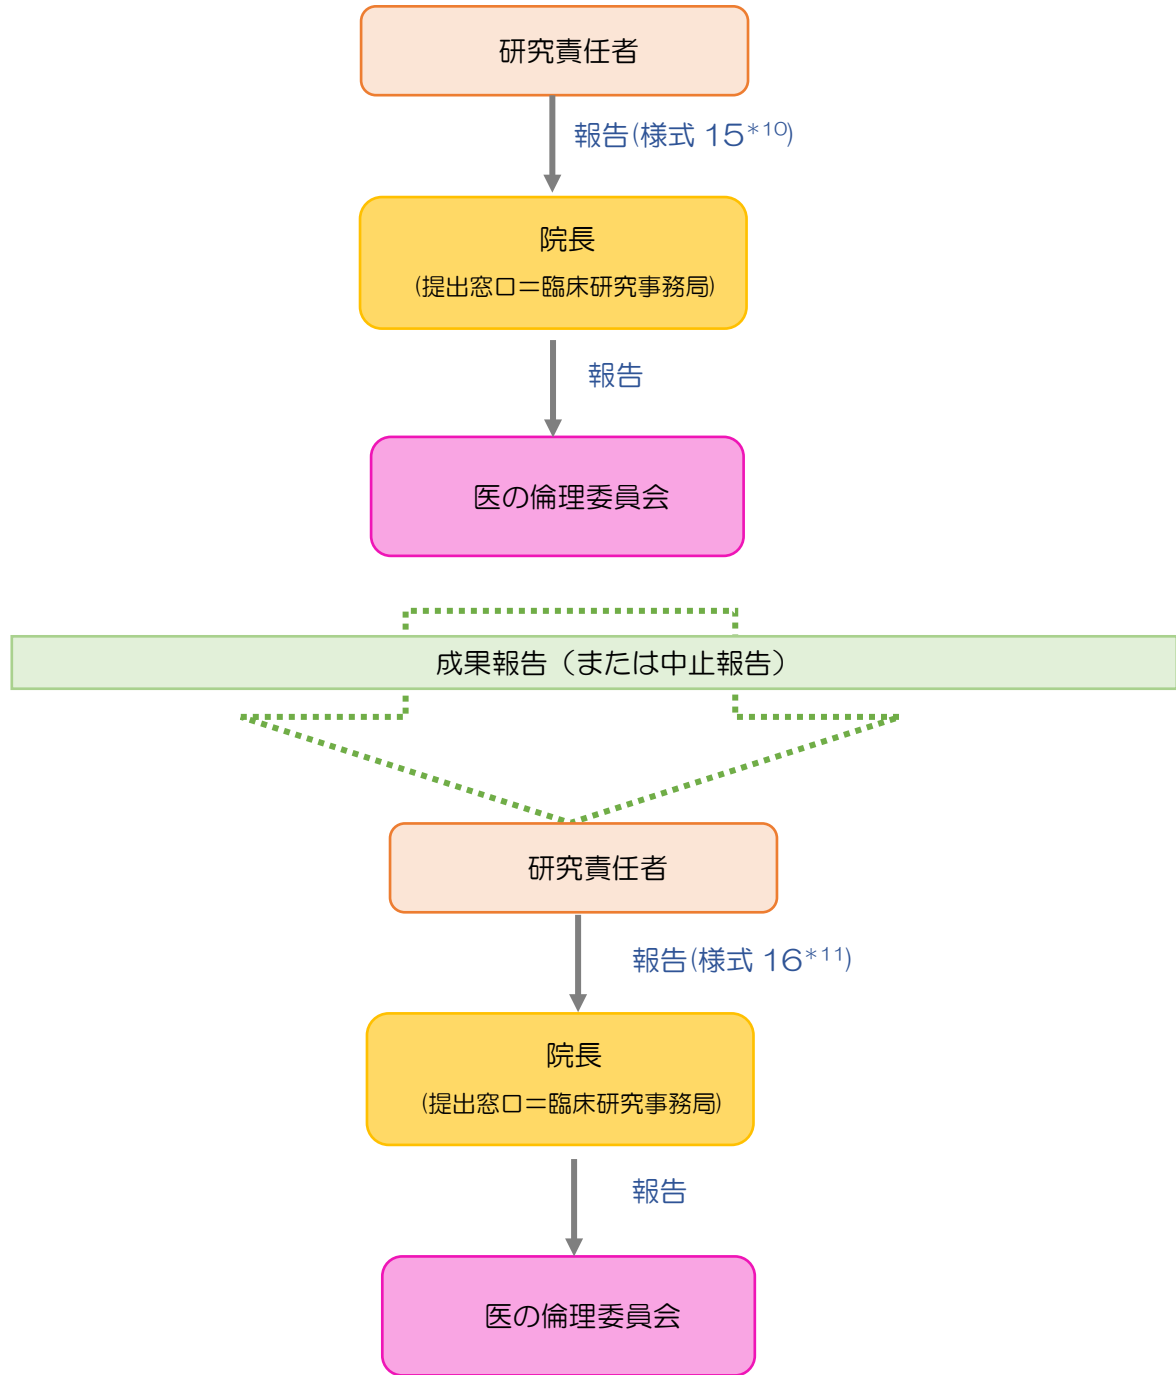 研究責任者
報告(様式 15*10)
院長
(提出窓口＝臨床研究事務局)
報告
医の倫理委員会
成果報告（または中止報告）
研究責任者
報告(様式 16*11)
院長
(提出窓口＝臨床研究事務局)
報告
医の倫理委員会